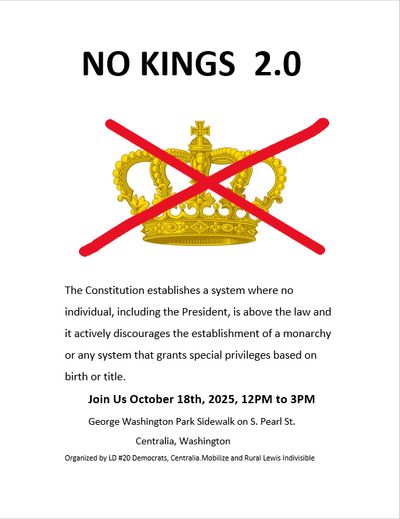 NO KINGS 2.0
The Constitution establishes a system where no
individual, including the President, is above the law and
it actively discourages the establishment of a monarchy
or any system that grants special privileges based on
birth or title.
Join Us October 18th, 2025, 12PM to 3PM
George Washington Park Sidewalk on S. Pearl St.
Centralia, Washington
Organized by LD #20 Democrats, Centralia.Mobilize and Rural Lewis Indivisible